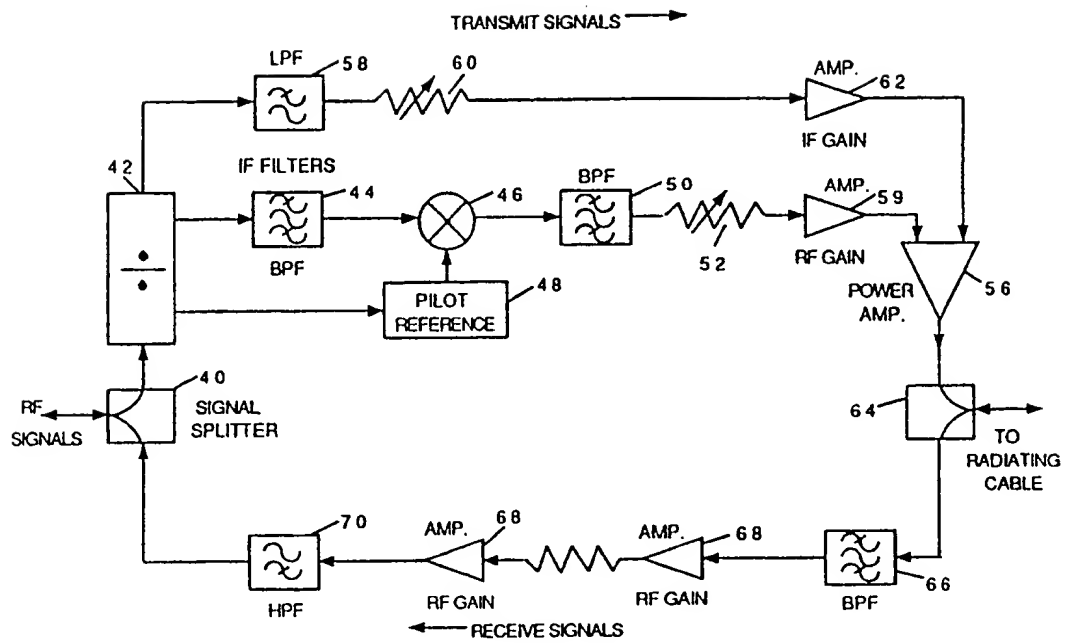 TRANSMIT SIGNALS
LPF
58
60
AMP.
62
IF GAIN
42
IF FILTERS
44
BPF
46
BPF
50
52
AMP.
59
RF GAIN
PILOT
REFERENCE
48
POWER
AMP.
56
40
RF
SIGNALS
SIGNAL
SPLITTER
64
TO
RADIATING
CABLE
70
HPF
AMP.
68
RF GAIN
AMP.
68
RF GAIN
BPF
66
RECEIVE SIGNALS